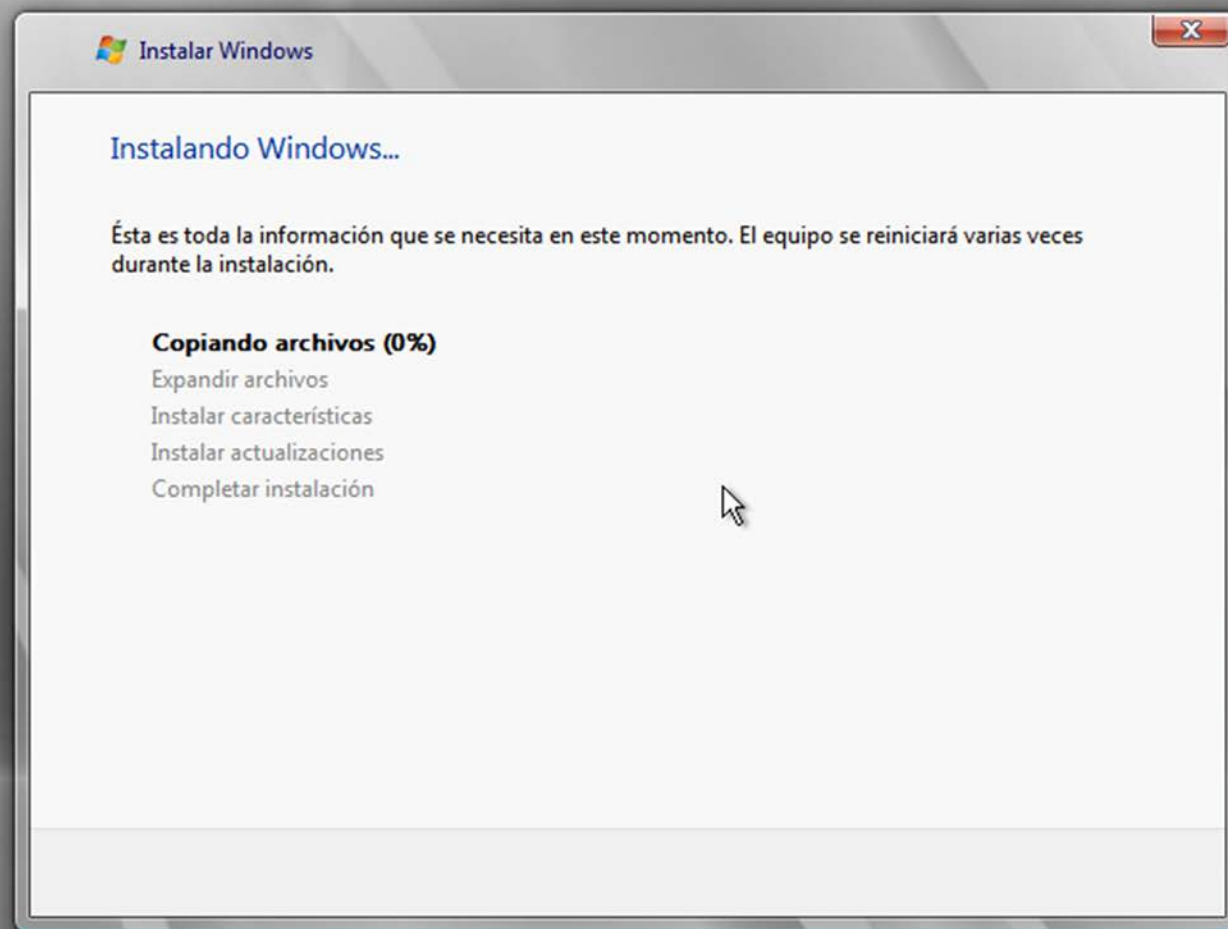 Instalar Windows
Instalando Windows...
Ésta es toda la información que se necesita en este momento. El equipo se reiniciará varias veces
durante la instalación.
Copiando archivos (0%)
Expandir archivos
Instalar características
Instalar actualizaciones
Completar instalación